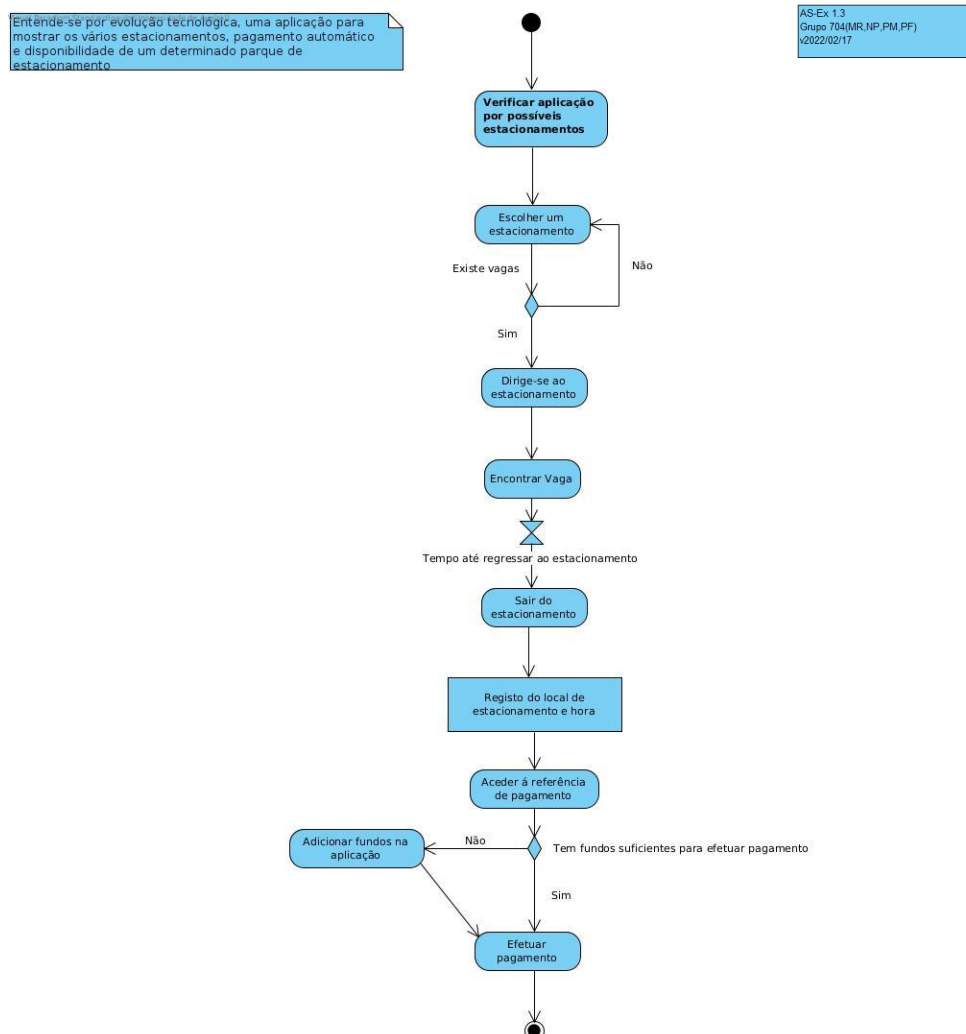 Entende-se por evolução tecnológica, uma aplicação para
mostrar os vários estacionamentos, pagamento automático
e disponibilidade de um determinado parque de
estacionamento
AS-Ex 1.3
Grupo 704(MR,NP,PM,PF)
v2022/02/17
Verificar aplicação
por possíveis
estacionamentos
Escolher um
estacionamento
Existe vagas
Não
Sim
Dirige-se ao
estacionamento
Encontrar Vaga
Tempo até regressar ao estacionamento
Sair do
estacionamento
Registo do local de
estacionamento e hora
Aceder á referência
de pagamento
Adicionar fundos na
aplicação
Não
Tem fundos suficientes para efetuar pagamento
Sim
Efetuar
pagamento